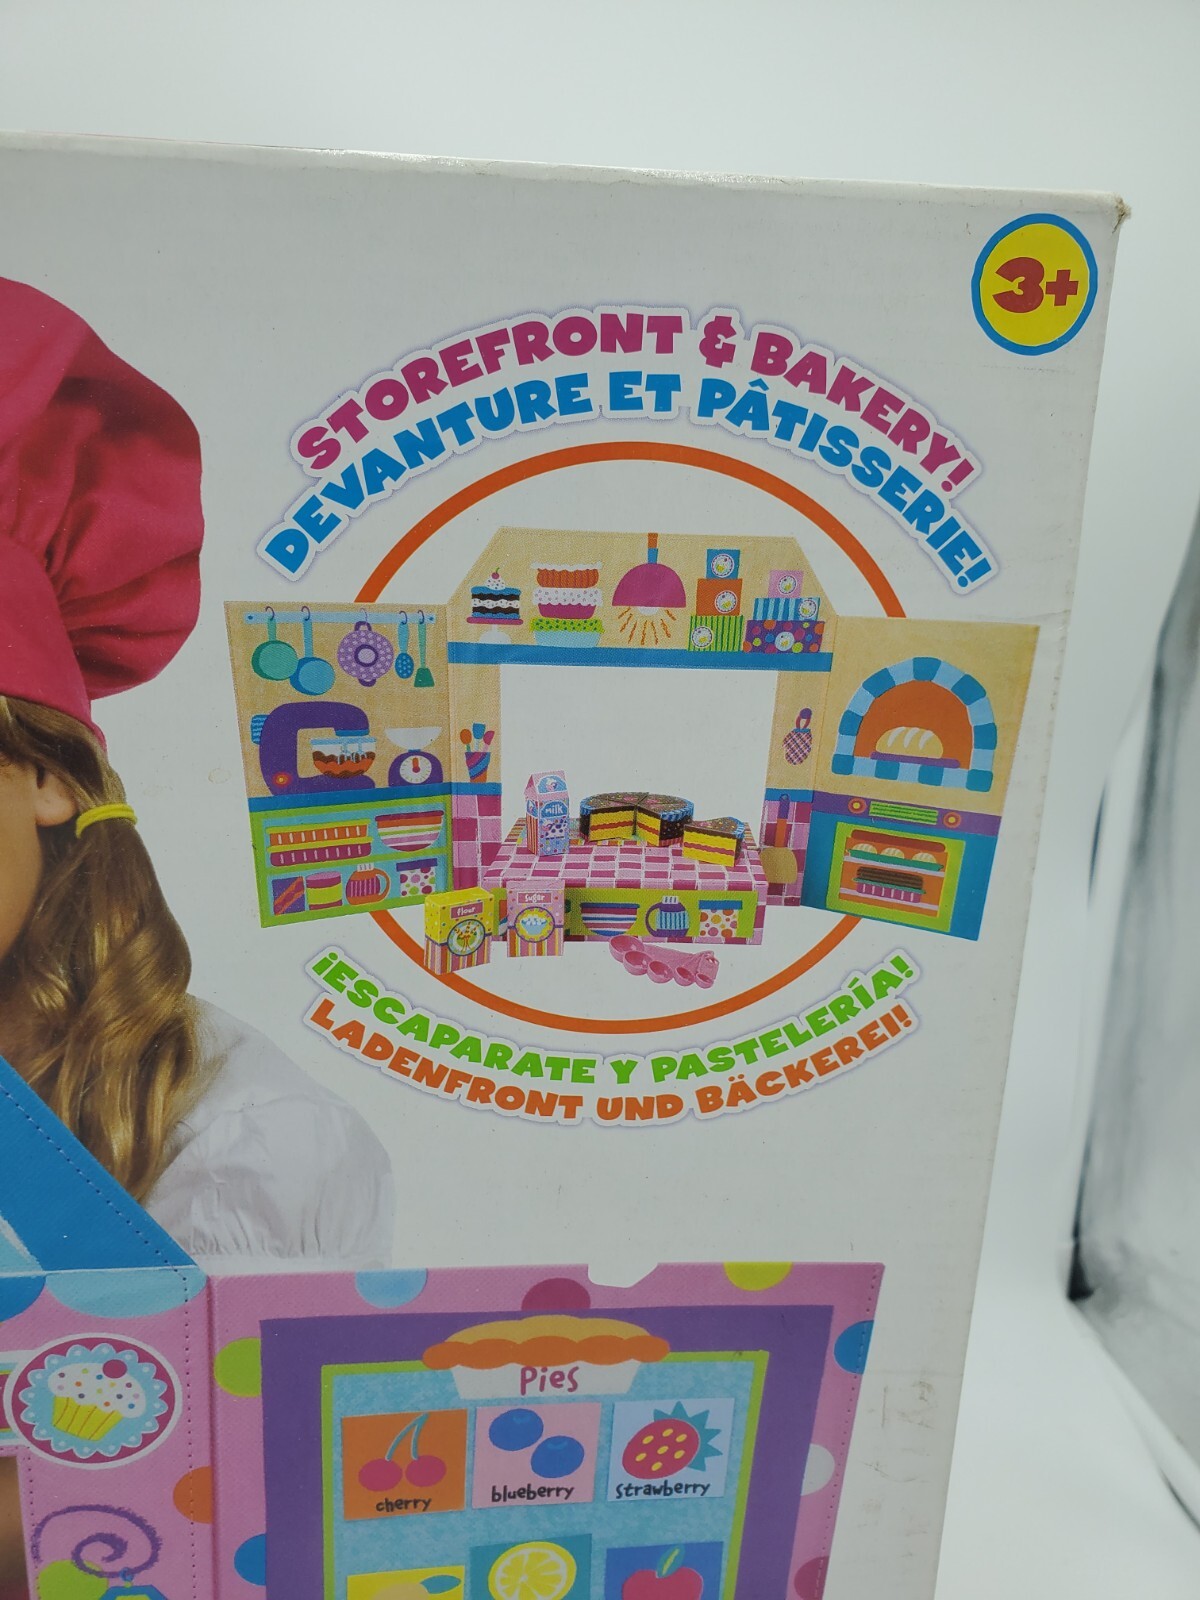 3+
STOREFRONT & BAKERY!
DEVANTURE ET PÂTISSERIE!
milk
flour
Sugar
¡ESCAPARATE Y PASTELERÍA!
LADENFRONT UND BÄCKEREI!
Pies
cherry
blueberry
strawberry